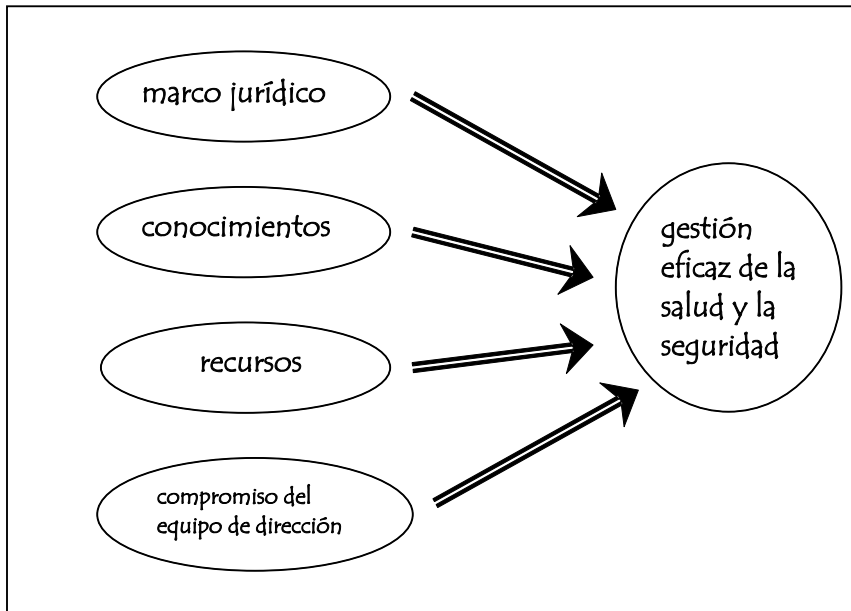 marco jurídico
conocimientos
recursos
compromiso del
equipo de dirección
gestión
eficaz de la
salud y la
seguridad